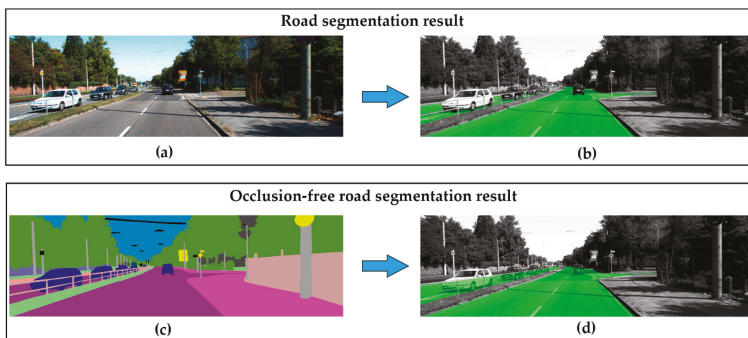 Road segmentation result
(a)
(b)
Occlusion-free road segmentation result
(c)
(d)